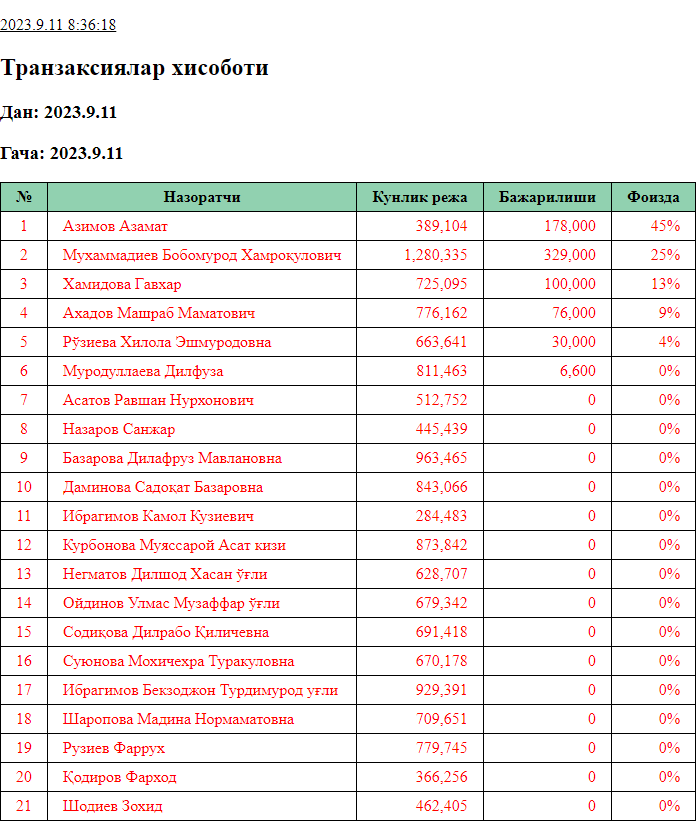 2023.9.11 8:36:18
Транзаксиялар хисоботи
Дан: 2023.9.11
Гача: 2023.9.11
№ Назоратчи Кунлик режа Бажарилиши Фоизда
1 Азимов Азамат 389,104 178,000 45%
2 Мухаммадиев Бобомурод Хамроқулович 1,280,335 329,000 25%
3 Хамидова Гавхар 725,095 100,000 13%
4 Ахадов Машраб Маматович 776,162 76,000 9%
5 Рўзиева Хилола Эшмуродовна 663,641 30,000 4%
6 Муродуллаева Дилфуза 811,463 6,600 0%
7 Асатов Равшан Нурхонович 512,752 0 0%
8 Назаров Санжар 445,439 0 0%
9 Базарова Дилафруз Мавлановна 963,465 0 0%
10 Даминова Садоқат Базаровна 843,066 0 0%
11 Ибрагимов Камол Кузиевич 284,483 0 0%
12 Курбонова Муяссарой Асат кизи 873,842 0 0%
13 Негматов Дилшод Хасан ўғли 628,707 0 0%
14 Ойдинов Улмас Музаффар ўғли 679,342 0 0%
15 Содиқова Дилрабо Қиличевна 691,418 0 0%
16 Суюнова Мохичехра Туракуловна 670,178 0 0%
17 Ибрагимов Бекзоджон Турдимурод уғли 929,391 0 0%
18 Шаропова Мадина Нормаматовна 709,651 0 0%
19 Рузиев Фаррух 779,745 0 0%
20 Қодиров Фарход 366,256 0 0%
21 Шодиев Зохид 462,405 0 0%